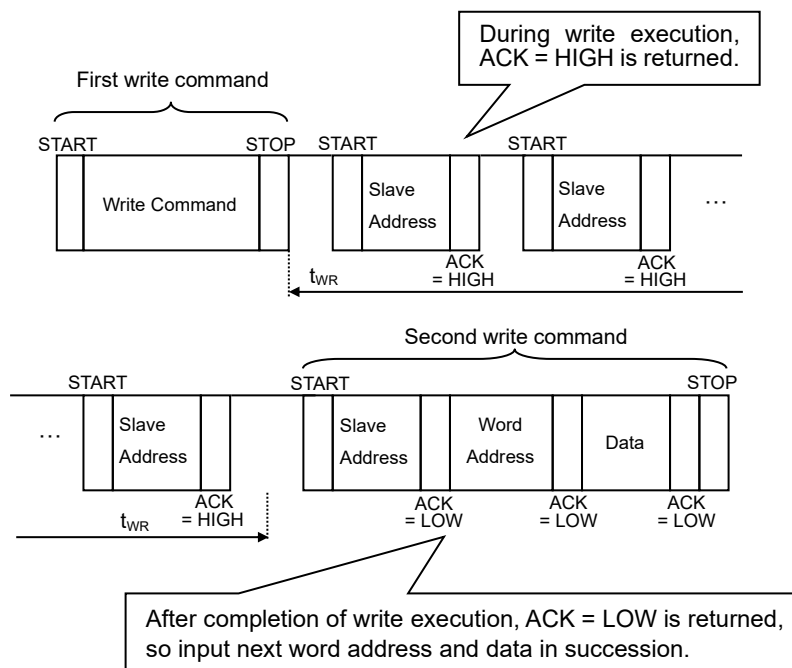 During write execution,
ACK = HIGH is returned.
First write command
START STOP START START
Write Command
Slave
Address
Slave
Address
...
ACK
= HIGH
ACK
= HIGH
tWR
Second write command
START START STOP
...
Slave
Address
Slave
Address
Word
Address
Data
ACK
= HIGH
ACK
= LOW
ACK
= LOW
ACK
= LOW
tWR
After completion of write execution, ACK = LOW is returned,
so input next word address and data in succession.